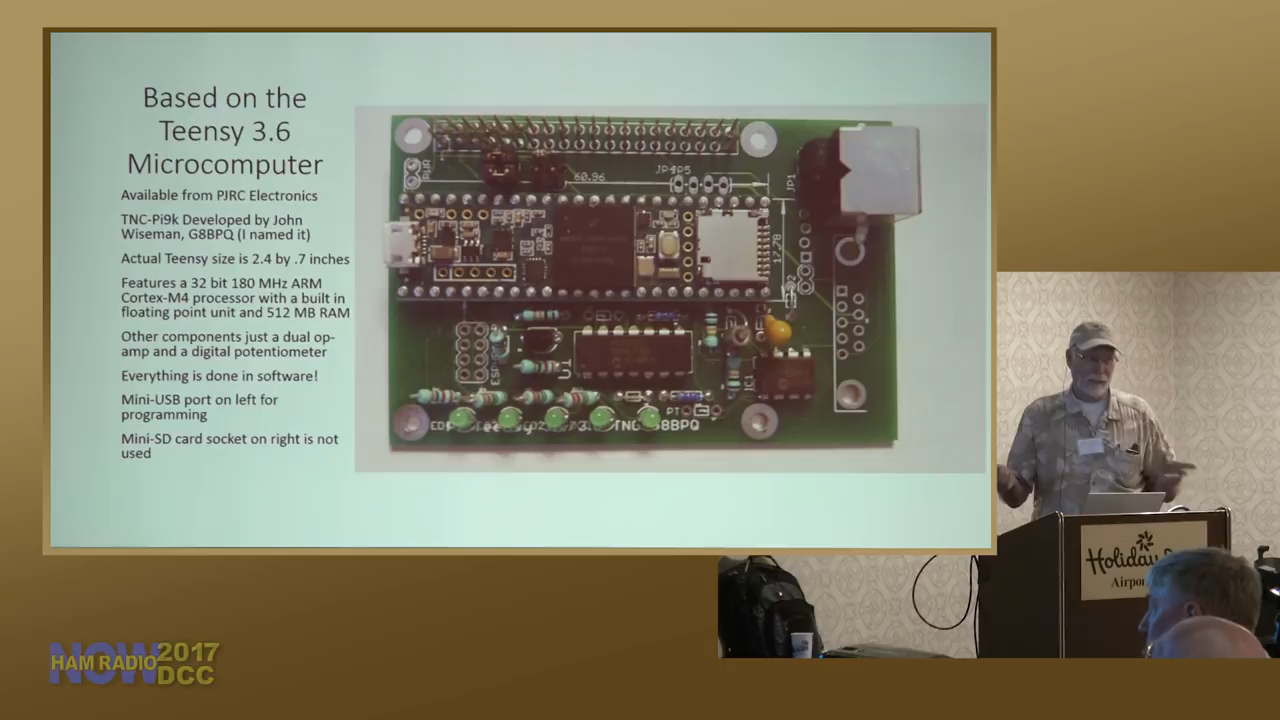 Based on the
Teensy 3.6
Microcomputer
Available from PJRC Electronics
TNC-Pi9k Developed by John
Wiseman, G8BPQ (I named it)
Actual Teensy size is 2.4 by .7 inches
Features a 32 bit 180 MHz ARM
Cortex-M4 processor with a built in
floating point unit and 512 MB RAM
Other components just a dual op-
amp and a digital potentiometer
Everything is done in software!
Mini-USB port on left for
programming
Mini-SD card socket on right is not
used
60.96
JP1
17.78
U1
IC1
TNC
G8BPQ
Holiday
HAM RADIO
NOW
2017
DCC